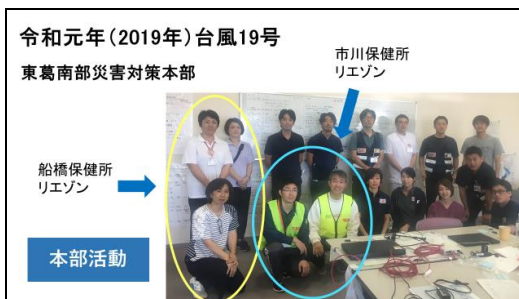 令和元年(2019年)台風19号
東葛南部災害対策本部
市川保健所
リエゾン
船橋保健所
リエゾン
本部活動